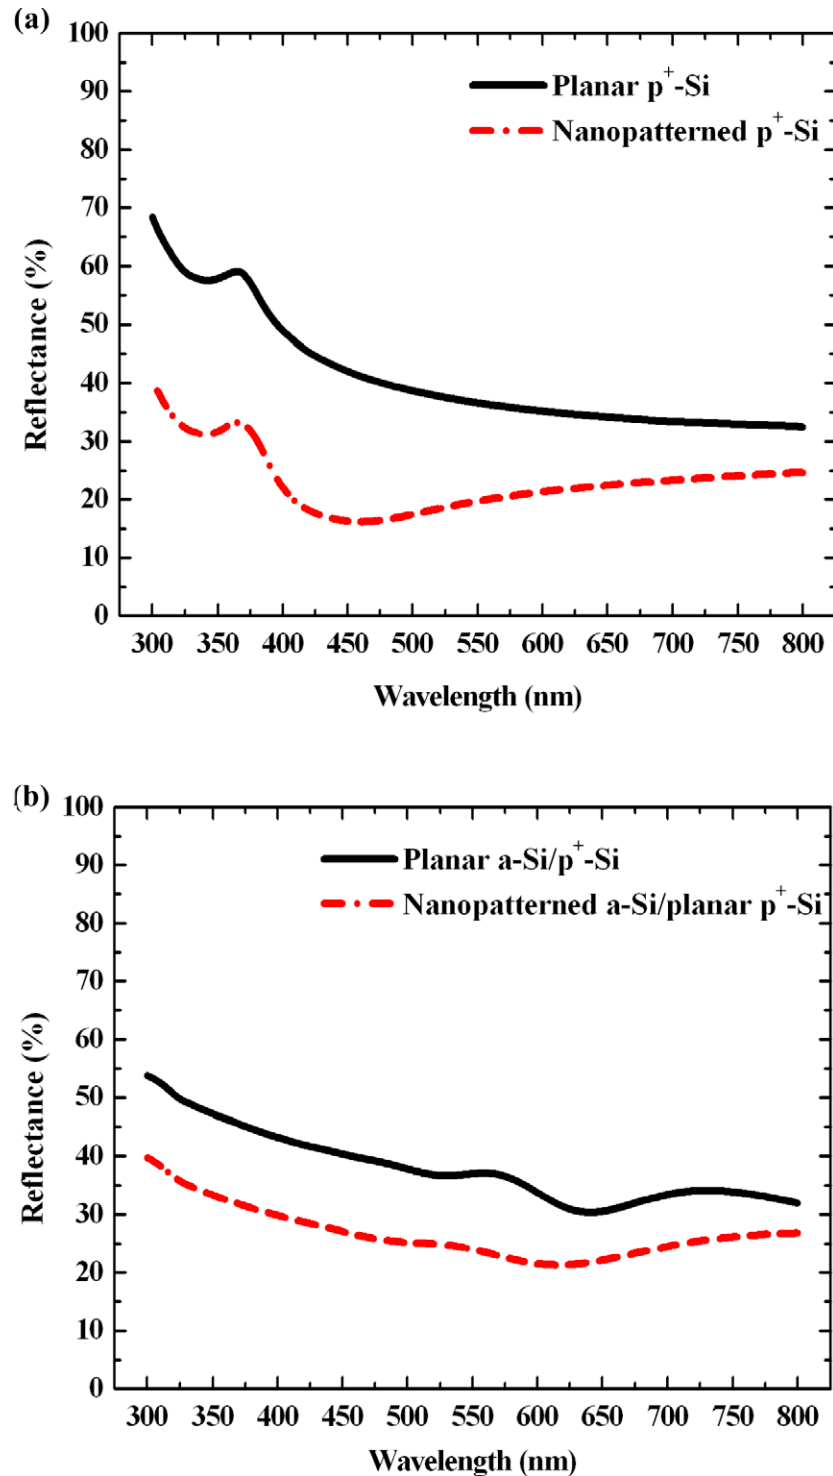 (a)
100
90
80
70
60
50
40
30
20
10
0
Reflectance (%)
Planar p⁺-Si
Nanopatterned p⁺-Si
300 350 400 450 500 550 600 650 700 750 800
Wavelength (nm)
(b)
100
90
80
70
60
50
40
30
20
10
0
Reflectance (%)
Planar a-Si/p⁺-Si
Nanopatterned a-Si/planar p⁺-Si
300 350 400 450 500 550 600 650 700 750 800
Wavelength (nm)